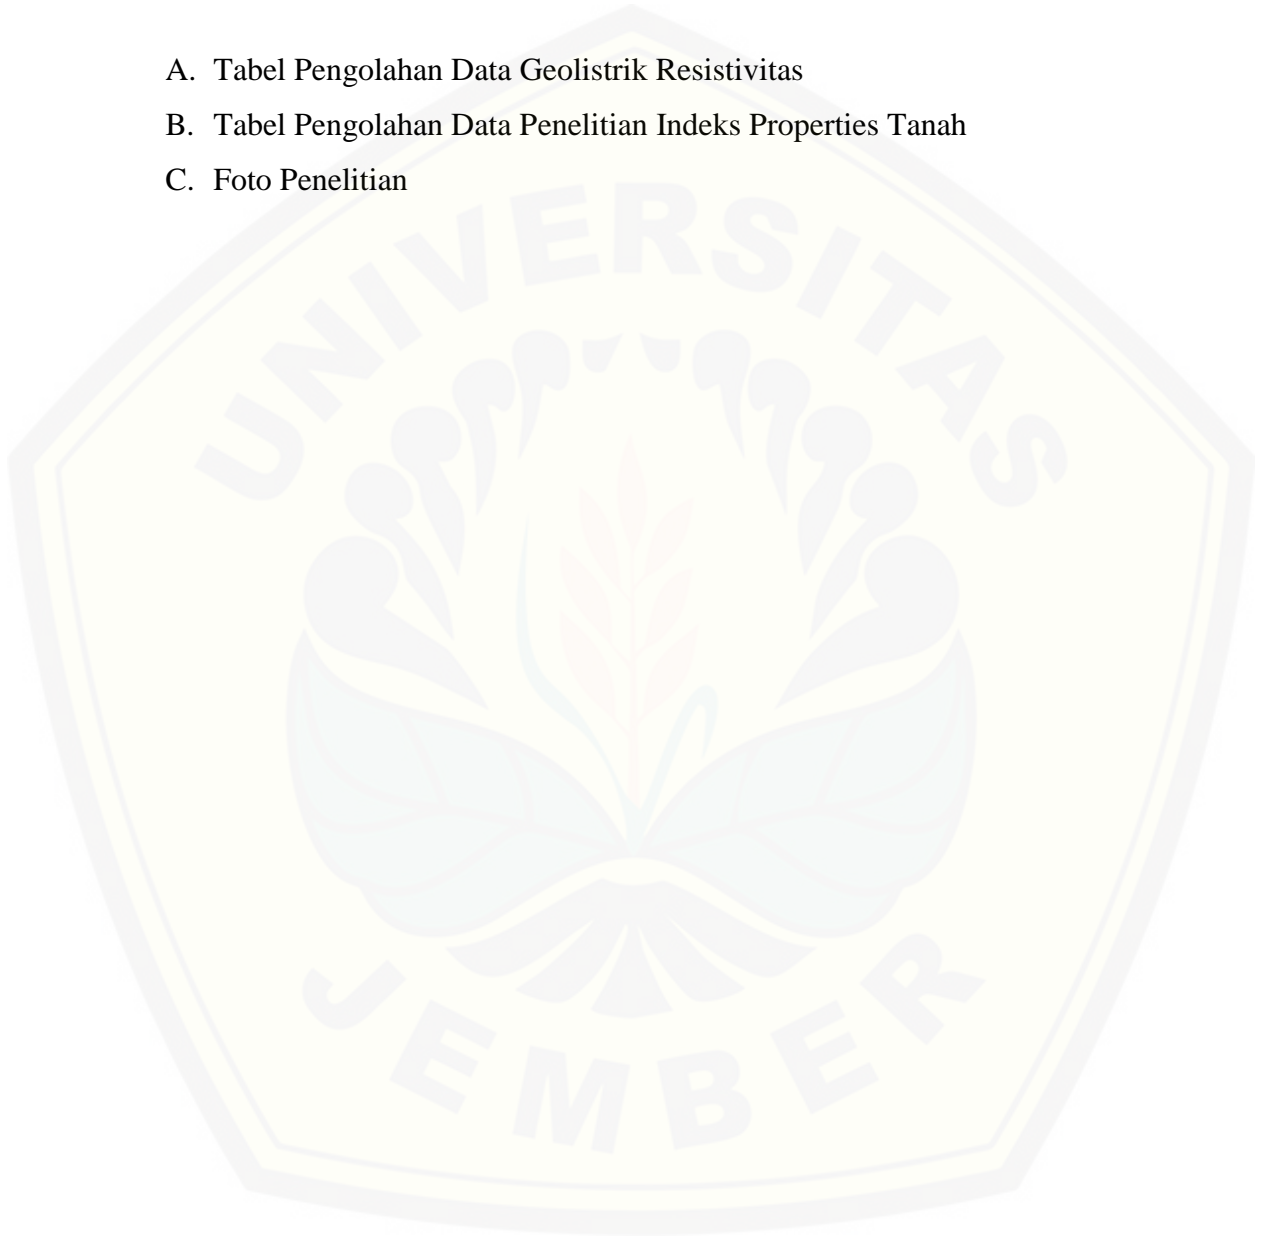 A. Tabel Pengolahan Data Geolistrik Resistivitas
B. Tabel Pengolahan Data Penelitian Indeks Properties Tanah
C. Foto Penelitian
UNIVERSITAS
JEMBER